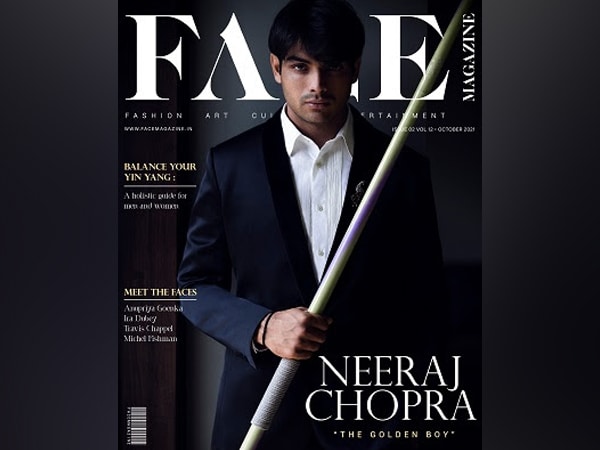 FACE
MAGAZINE
FASHION ART CU ERTAINMENT
WWW.FACEMAGAZINE.IN
ISSUE 02 VOL 12 • OCTOBER 2021
BALANCE YOUR
YIN YANG :
A holistic guide for
men and women
MEET THE FACES
Anupriya Goenka
Ira Dubey
Travis Chappel
Michel Fishman
NEERAJ
CHOPRA
"THE GOLDEN BOY"